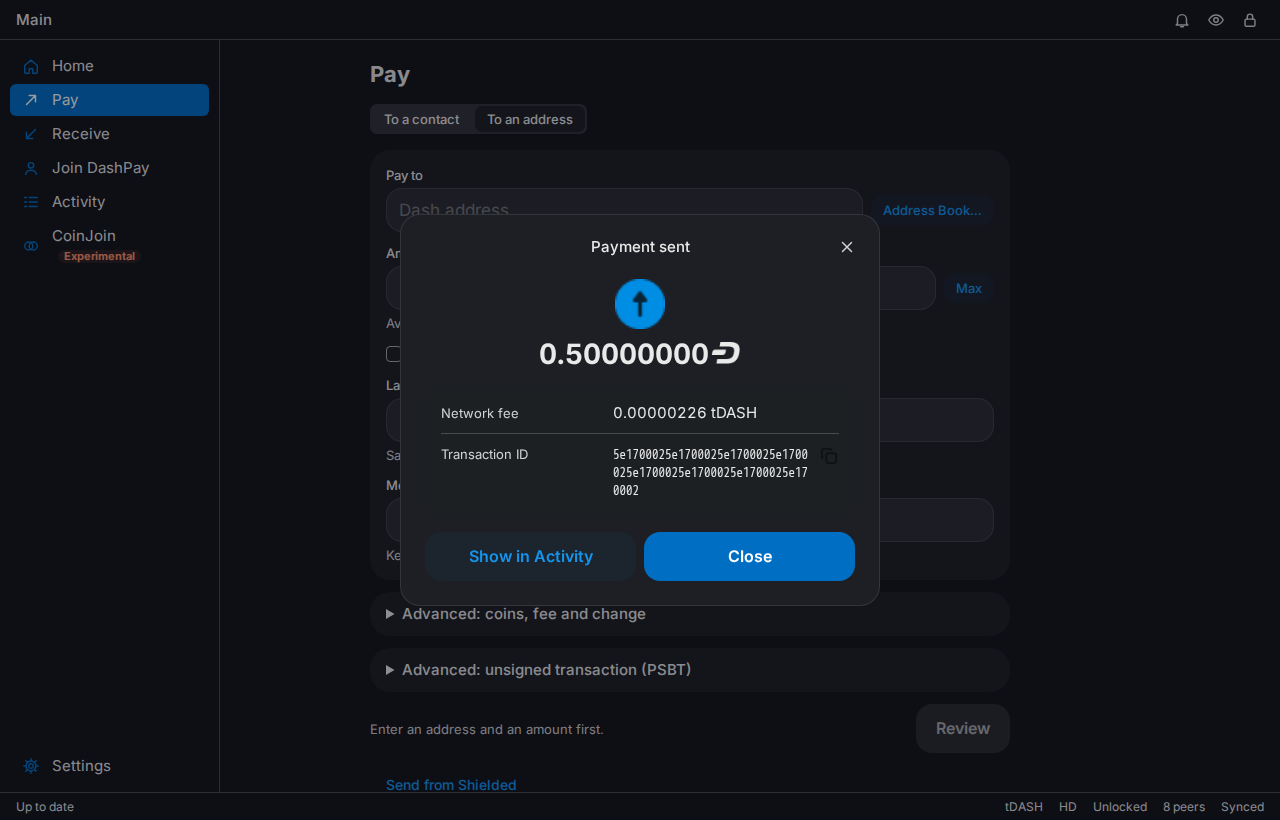 Main
Home
Pay
Receive
Join DashPay
Activity
CoinJoin
Experimental
Settings
Pay
To a contact
To an address
Pay to
Dash address
Address Book...
Max
Payment sent
0.50000000
Network fee
0.00000226 tDASH
Transaction ID
5e1700025e1700025e1700025e1700
025e1700025e1700025e1700025e17
0002
Show in Activity
Close
Advanced: coins, fee and change
Advanced: unsigned transaction (PSBT)
Enter an address and an amount first.
Review
Send from Shielded
Up to date
tDASH
HD
Unlocked
8 peers
Synced